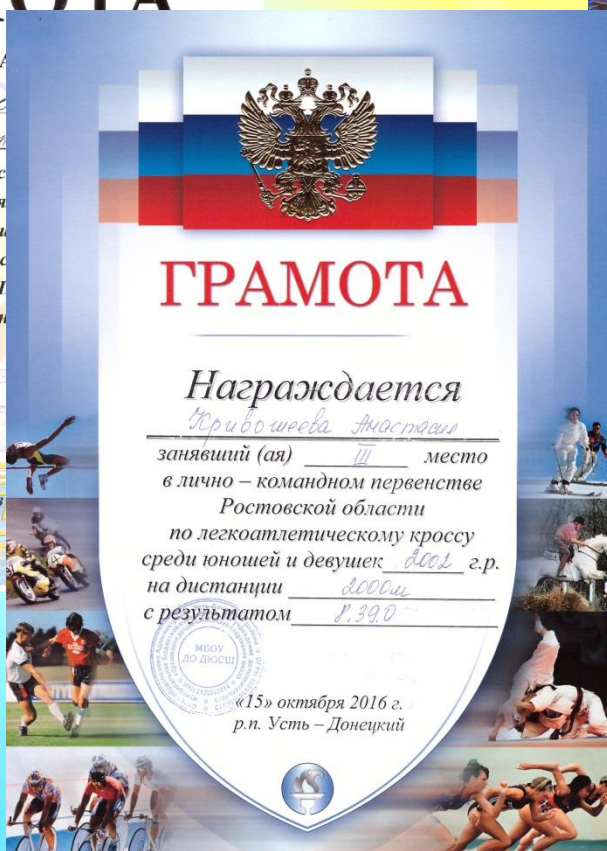 ГРАМОТА
Награждается
Кривошеева Анастасия
занявший (ая) III место
в лично – командном первенстве
Ростовской области
по легкоатлетическому кроссу
среди юношей и девушек 2002 г.р.
на дистанции 2000м
с результатом 8.39.0
МБОУ
ДО ДЮСШ
«15» октября 2016 г.
р.п. Усть – Донецкий